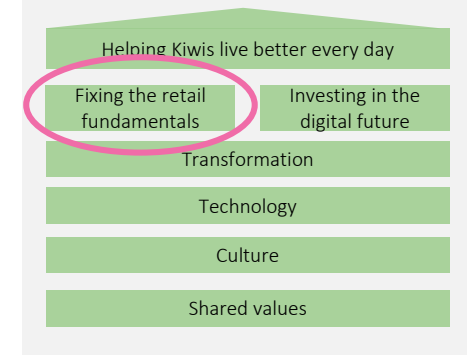 Helping Kiwis live better every day
Fixing the retail
fundamentals
Investing in the
digital future
Transformation
Technology
Culture
Shared values